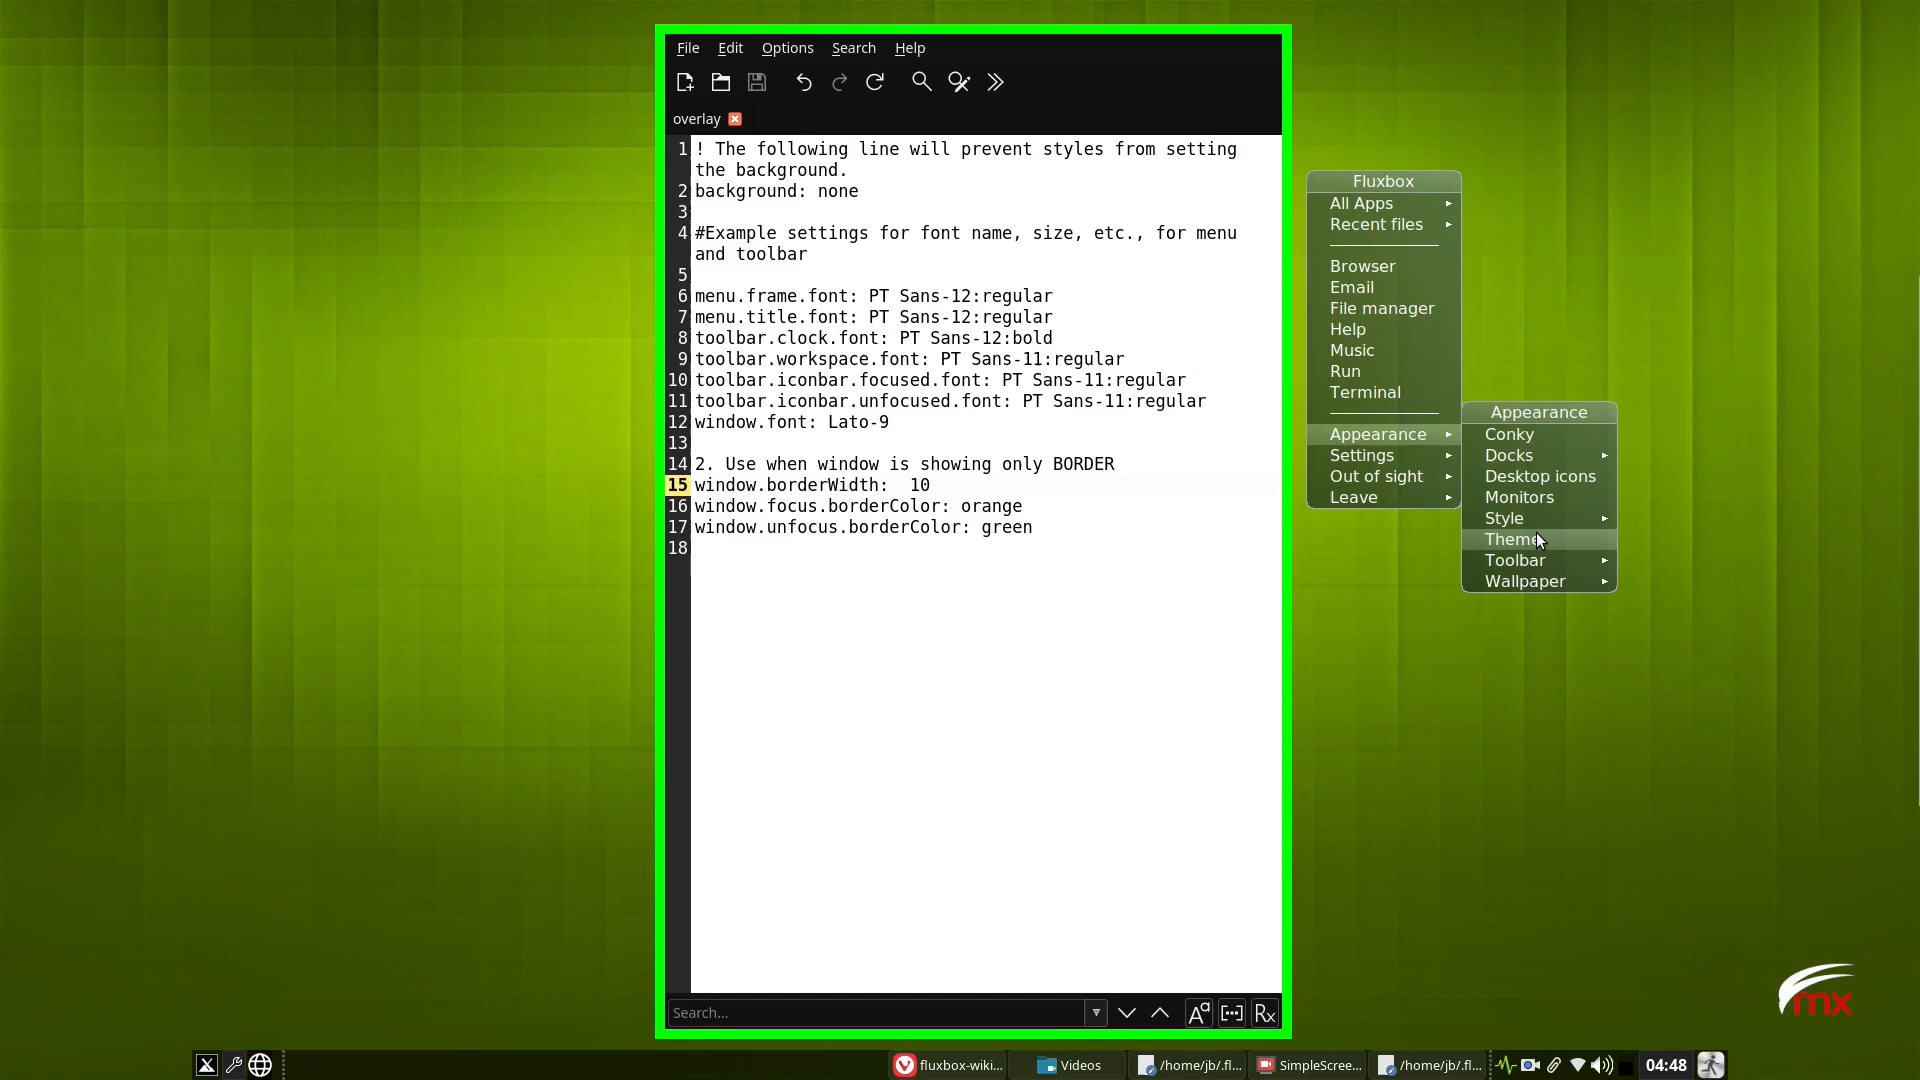 File Edit Options Search Help
overlay
1 ! The following line will prevent styles from setting
the background.
2 background: none
3
4 #Example settings for font name, size, etc., for menu
and toolbar
5
6 menu.frame.font: PT Sans-12:regular
7 menu.title.font: PT Sans-12:regular
8 toolbar.clock.font: PT Sans-12:bold
9 toolbar.workspace.font: PT Sans-11:regular
10 toolbar.iconbar.focused.font: PT Sans-11:regular
11 toolbar.iconbar.unfocused.font: PT Sans-11:regular
12 window.font: Lato-9
13
14 2. Use when window is showing only BORDER
15 window.borderWidth:  10
16 window.focus.borderColor: orange
17 window.unfocus.borderColor: green
18
Search...
Aa
Rx
Fluxbox
All Apps
Recent files
Browser
Email
File manager
Help
Music
Run
Terminal
Appearance
Settings
Out of sight
Leave
Appearance
Conky
Docks
Desktop icons
Monitors
Style
Theme
Toolbar
Wallpaper
mx
fluxbox-wiki... Videos /home/jb/.fl... SimpleScree... /home/jb/.fl... 04:48